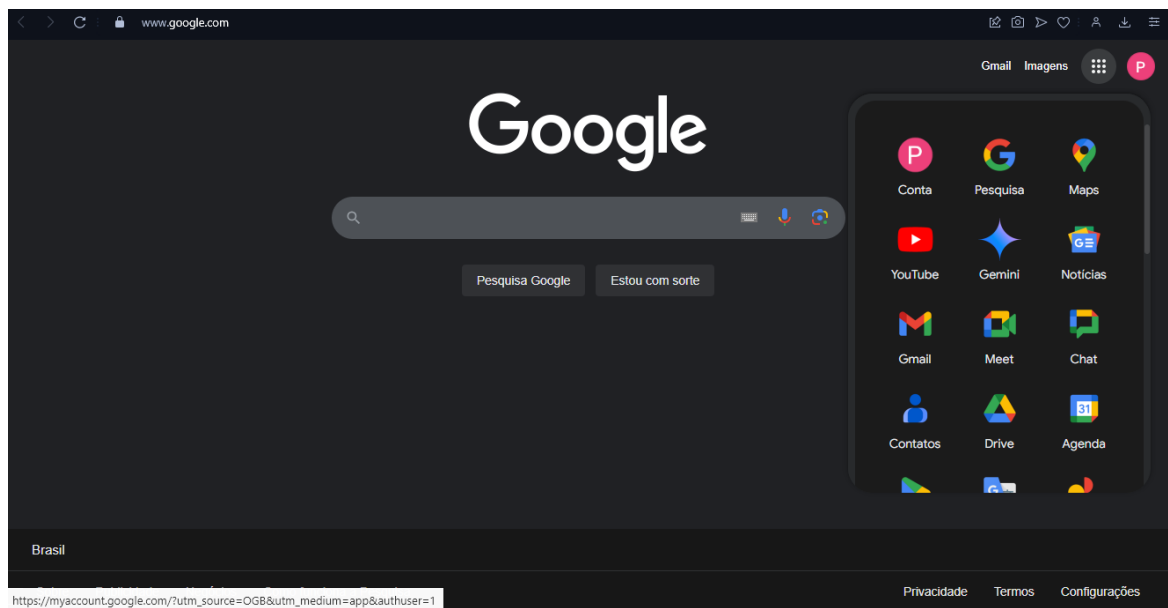 www.google.com
Gmail Imagens P
Google
P
Conta Pesquisa Maps
YouTube Gemini Notícias
Gmail Meet Chat
31
Contatos Drive Agenda
Pesquisa Google Estou com sorte
Brasil
Privacidade Termos Configurações
https://myaccount.google.com/?utm_source=OGB&utm_medium=app&authuser=1